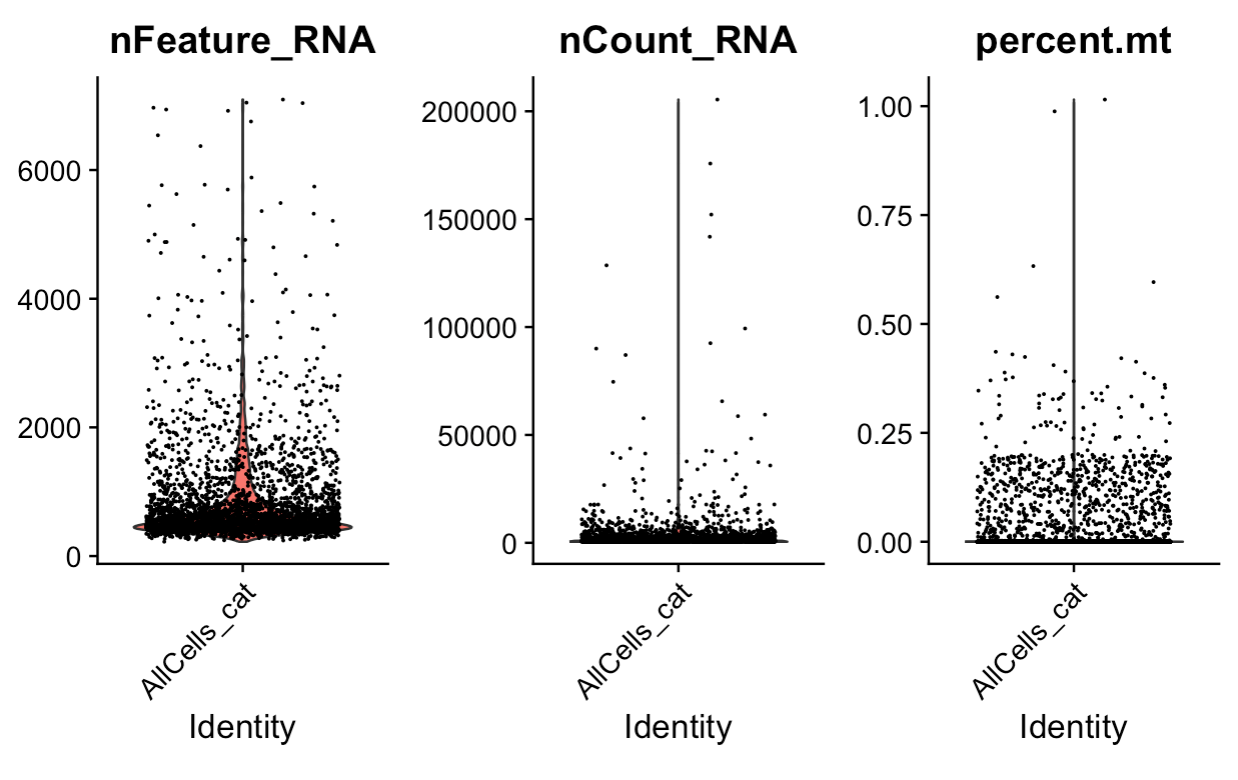 nFeature_RNA
6000
4000
2000
0
AllCells_cat
Identity
nCount_RNA
200000
150000
100000
50000
0
AllCells_cat
Identity
percent.mt
1.00
0.75
0.50
0.25
0.00
AllCells_cat
Identity